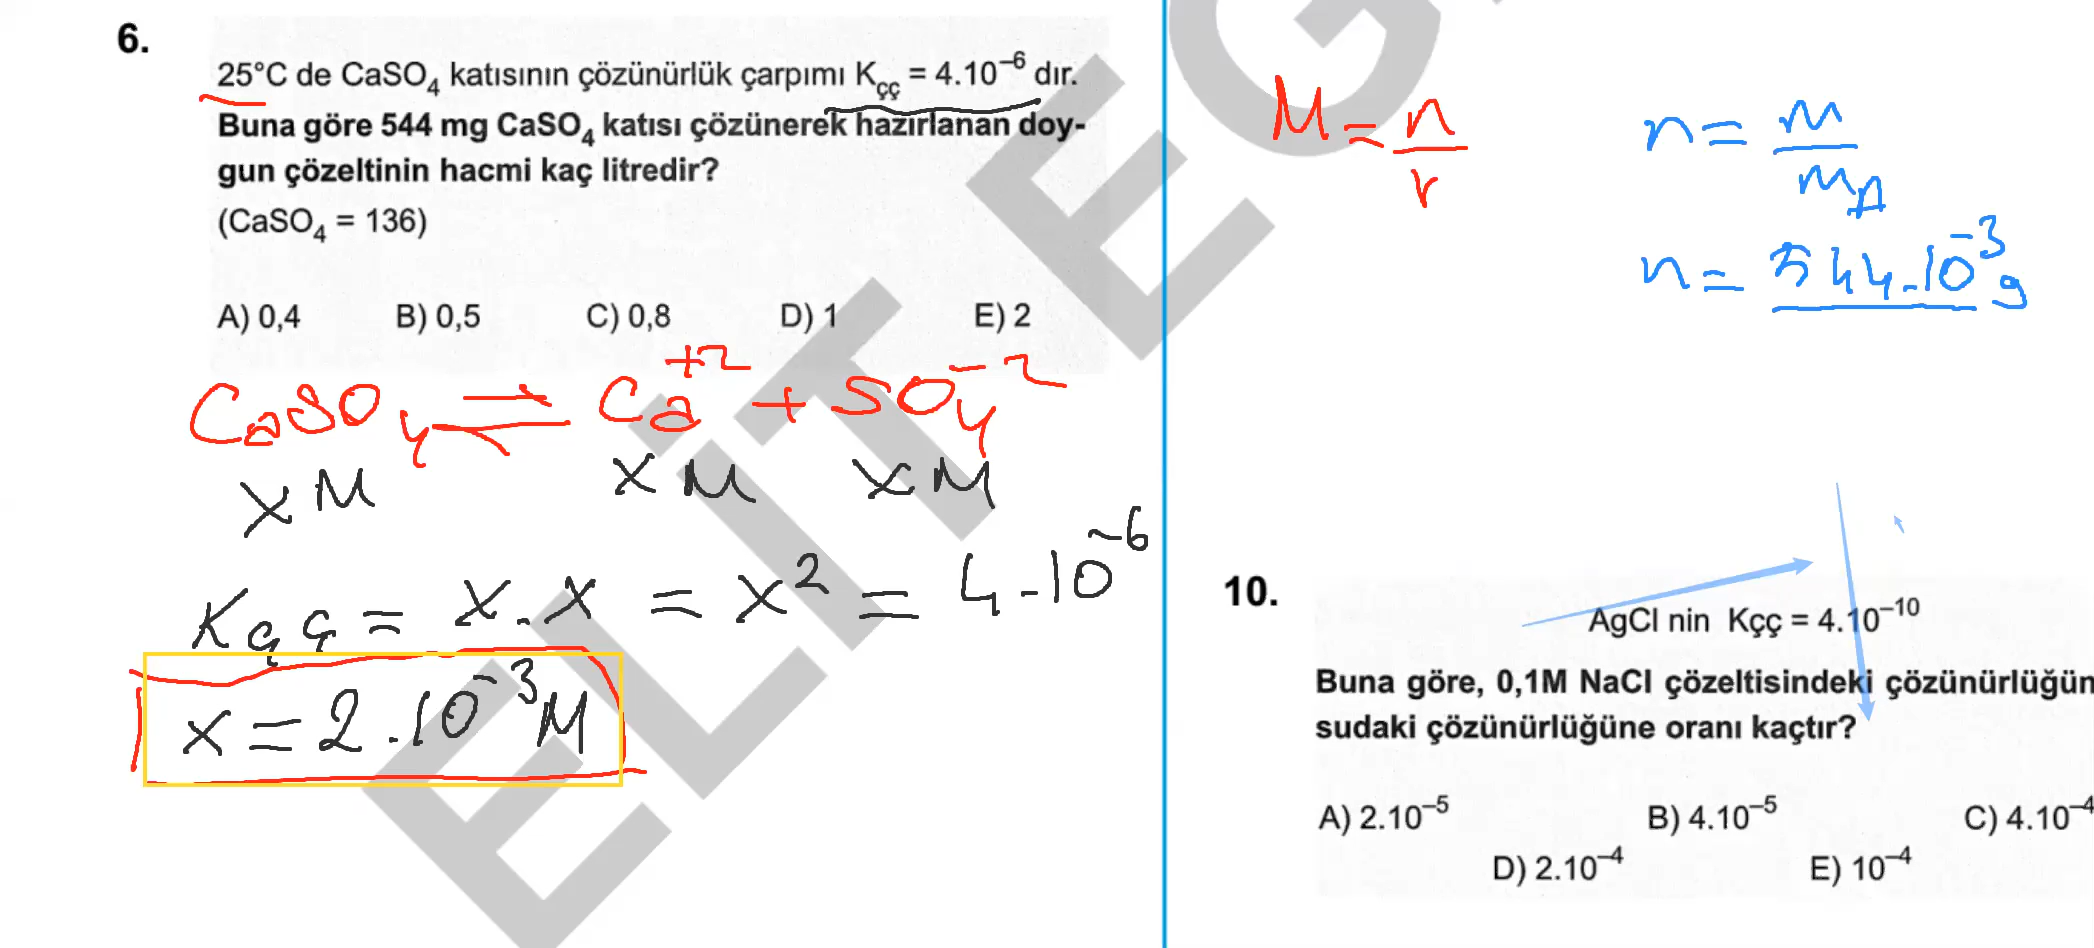 6.
25°C de CaSO₄ katısının çözünürlük çarpımı Kçç = 4.10⁻⁶ dır.
Buna göre 544 mg CaSO₄ katısı çözünerek hazırlanan doy-
gun çözeltinin hacmi kaç litredir?
(CaSO₄ = 136)
A) 0,4 B) 0,5 C) 0,8 D) 1 E) 2
CaSO₄ ⇌ Ca⁺² + SO₄⁻²
x M x M x M
Kçç = x.x = x² = 4.10⁻⁶
x = 2.10⁻³ M
M = n/v
n = m/mA
n = 544.10⁻³ g
10.
AgCl nin Kçç = 4.10⁻¹⁰
Buna göre, 0,1M NaCl çözeltisindeki çözünürlüğün
sudaki çözünürlüğüne oranı kaçtır?
A) 2.10⁻⁵ B) 4.10⁻⁵ C) 4.10⁻⁴
D) 2.10⁻⁴ E) 10⁻⁴
ELİT EG